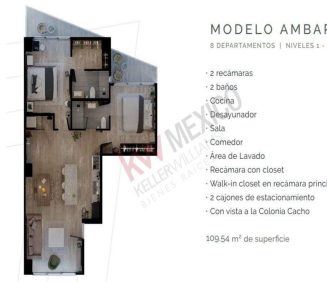 MODELO AMBAR
8 DEPARTAMENTOS | NIVELES 1 -
· 2 recámaras
· 2 baños
· Cocina
· Desayunador
· Sala
· Comedor
· Área de Lavado
· Recámara con closet
· Walk-in closet en recámara princi
· 2 cajones de estacionamiento
· Con vista a la Colonia Cacho
109.54 m² de superficie
KW MEXICO
KELLERWILLIAMS
BIENES RAÍCES